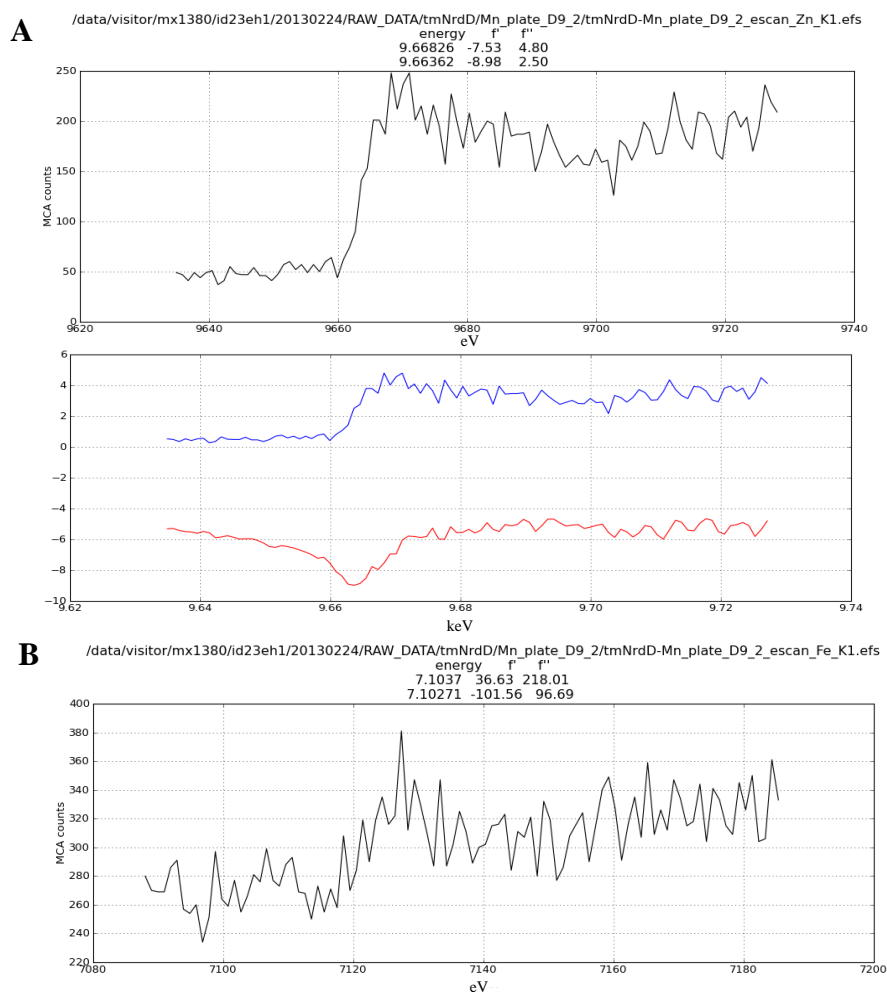 A
/data/visitor/mx1380/id23eh1/20130224/RAW_DATA/tmNrdD/Mn_plate_D9_2/tmNrdD-Mn_plate_D9_2_escan_Zn_K1.efs
energy f' f''
9.66826 -7.53 4.80
9.66362 -8.98 2.50
250
200
150
100
50
0
MCA counts
9620 9640 9660 9680 9700 9720 9740
eV
6
4
2
0
−2
−4
−6
−8
−10
9.62 9.64 9.66 9.68 9.70 9.72 9.74
keV
B
/data/visitor/mx1380/id23eh1/20130224/RAW_DATA/tmNrdD/Mn_plate_D9_2/tmNrdD-Mn_plate_D9_2_escan_Fe_K1.efs
energy f' f''
7.1037 36.63 218.01
7.10271 -101.56 96.69
400
380
360
340
320
300
280
260
240
220
MCA counts
7080 7100 7120 7140 7160 7180 7200
eV